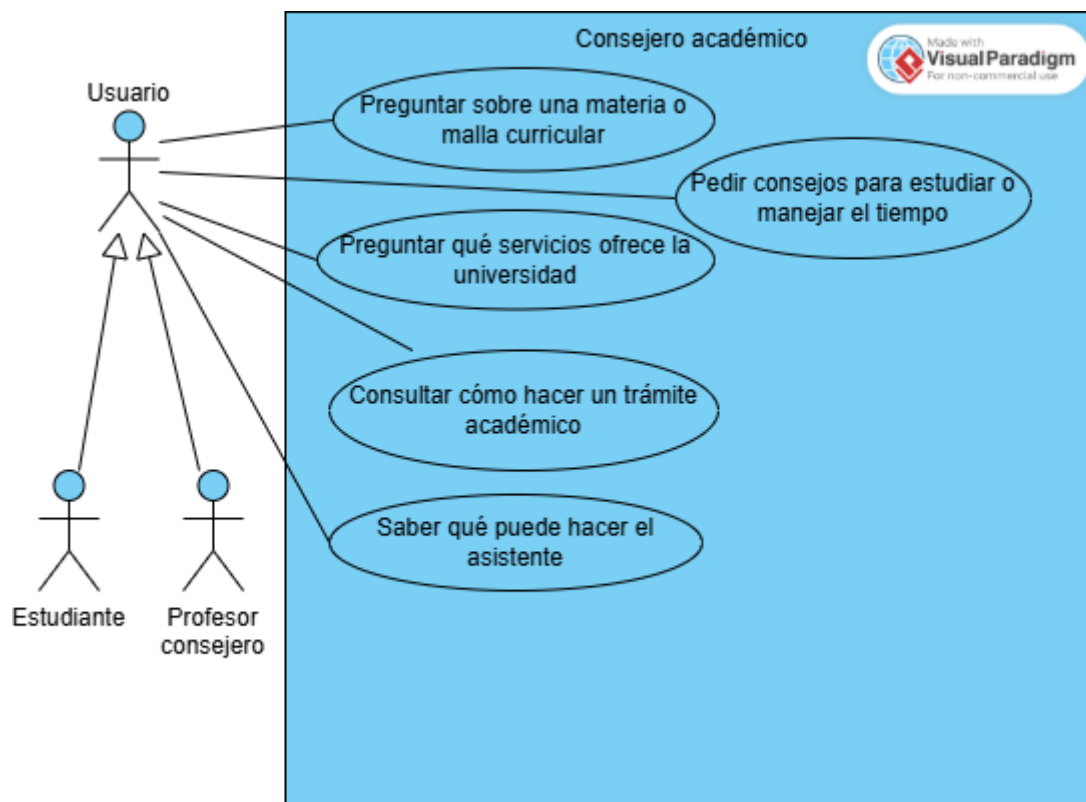 Consejero académico
Made with
Visual Paradigm
For non-commercial use
Usuario
Preguntar sobre una materia o
malla curricular
Pedir consejos para estudiar o
manejar el tiempo
Preguntar qué servicios ofrece la
universidad
Consultar cómo hacer un trámite
académico
Saber qué puede hacer el
asistente
Estudiante
Profesor
consejero